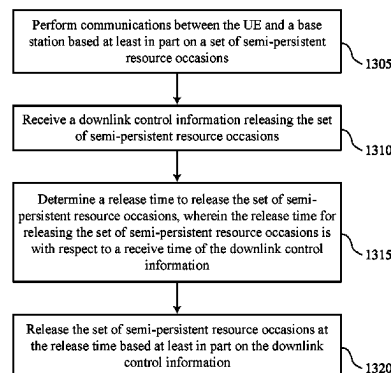 Perform communications between the UE and a base
station based at least in part on a set of semi-persistent
resource occasions
1305
Receive a downlink control information releasing the set
of semi-persistent resource occasions
1310
Determine a release time to release the set of semi-
persistent resource occasions, wherein the release time for
releasing the set of semi-persistent resource occasions is
with respect to a receive time of the downlink control
information
1315
Release the set of semi-persistent resource occasions at
the release time based at least in part on the downlink
control information
1320